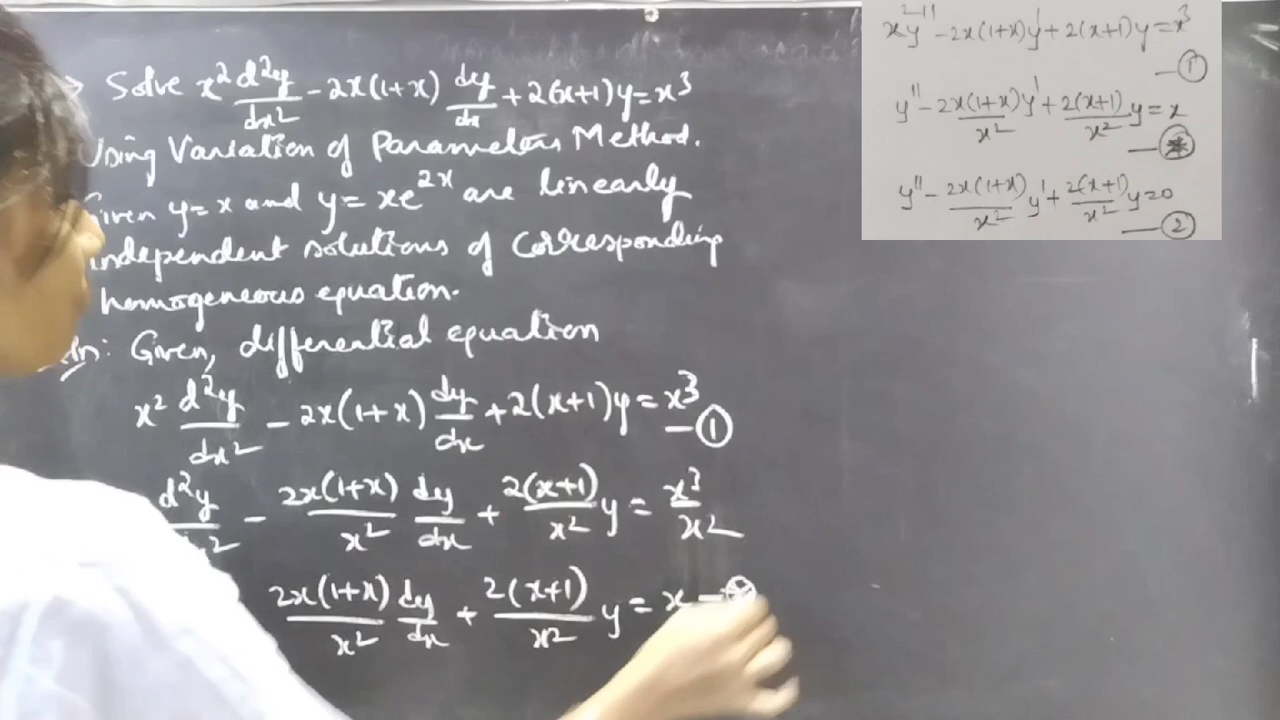 Solve x² d²y/dx² - 2x(1+x) dy/dx + 2(x+1)y = x³
Using Variation of Parameters Method.
Given y = x and y = xe^{2x} are linearly
independent solutions of corresponding
homogeneous equation.
Given, differential equation
x² d²y/dx² - 2x(1+x) dy/dx + 2(x+1)y = x³ —①
d²y/dx² - 2x(1+x)/x² dy/dx + 2(x+1)/x² y = x³/x²
2x(1+x)/x² dy/dx + 2(x+1)/x² y = x —⊛
x²y'' - 2x(1+x)y' + 2(x+1)y = x³
—①
y'' - 2x(1+x)/x² y' + 2(x+1)/x² y = x
—⊛
y'' - 2x(1+x)/x² y' + 2(x+1)/x² y = 0
—②